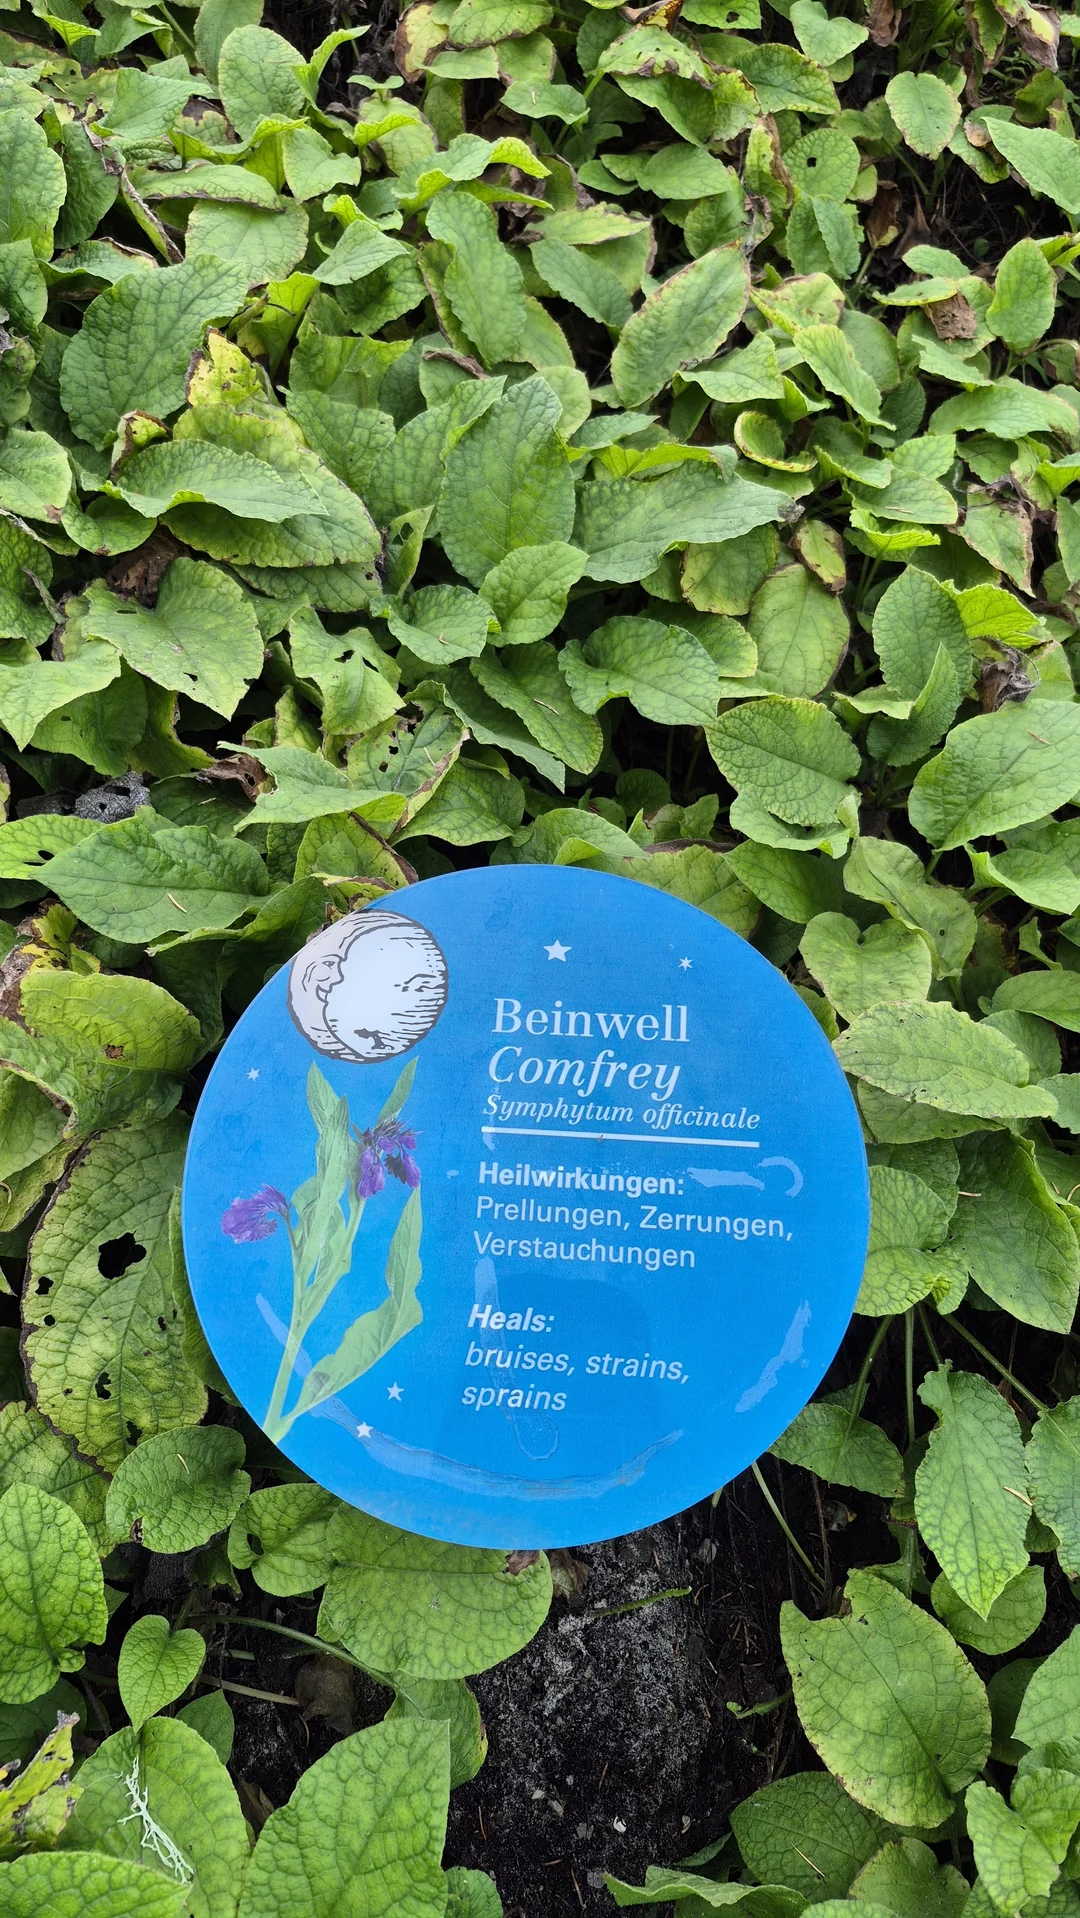 Beinwell
Comfrey
Symphytum officinale
Heilwirkungen:
Prellungen, Zerrungen,
Verstauchungen
Heals:
bruises, strains,
sprains